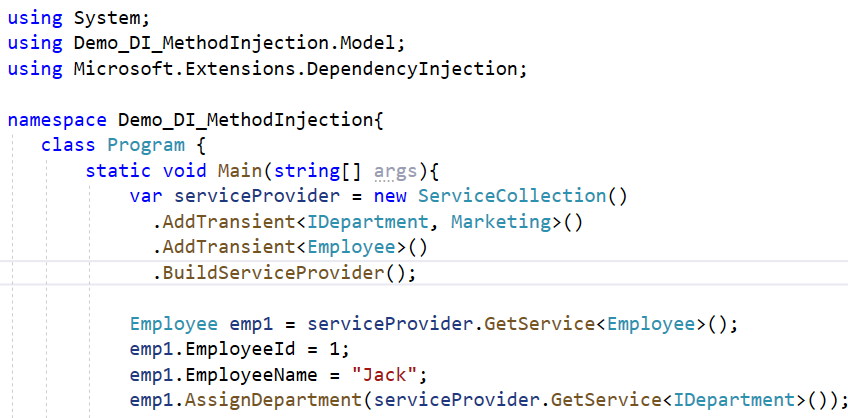 using System;
using Demo_DI_MethodInjection.Model;
using Microsoft.Extensions.DependencyInjection;
namespace Demo_DI_MethodInjection{
class Program {
static void Main(string[] args){
var serviceProvider = new ServiceCollection()
.AddTransient<IDepartment, Marketing>()
.AddTransient<Employee>()
.BuildServiceProvider();
Employee emp1 = serviceProvider.GetService<Employee>();
emp1.EmployeeId = 1;
emp1.EmployeeName = "Jack";
emp1.AssignDepartment(serviceProvider.GetService<IDepartment>());